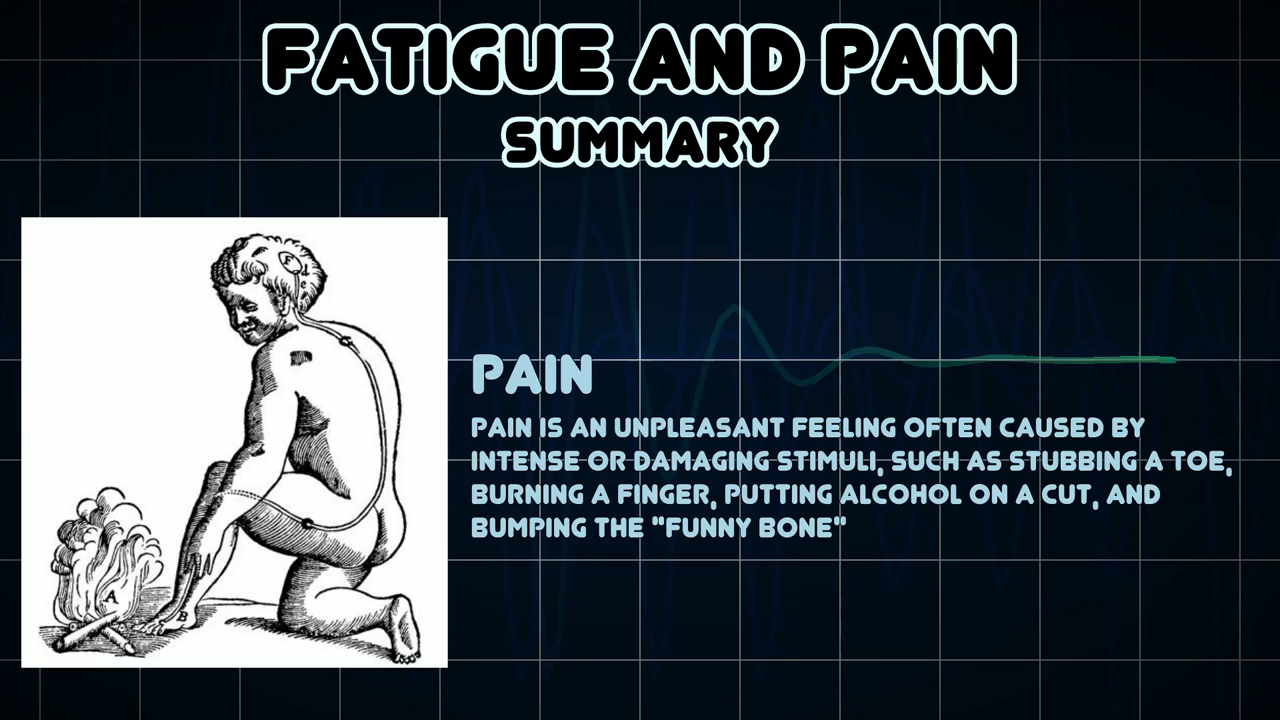 FATIGUE AND PAIN
SUMMARY
PAIN
PAIN IS AN UNPLEASANT FEELING OFTEN CAUSED BY
INTENSE OR DAMAGING STIMULI, SUCH AS STUBBING A TOE,
BURNING A FINGER, PUTTING ALCOHOL ON A CUT, AND
BUMPING THE "FUNNY BONE"
A
B